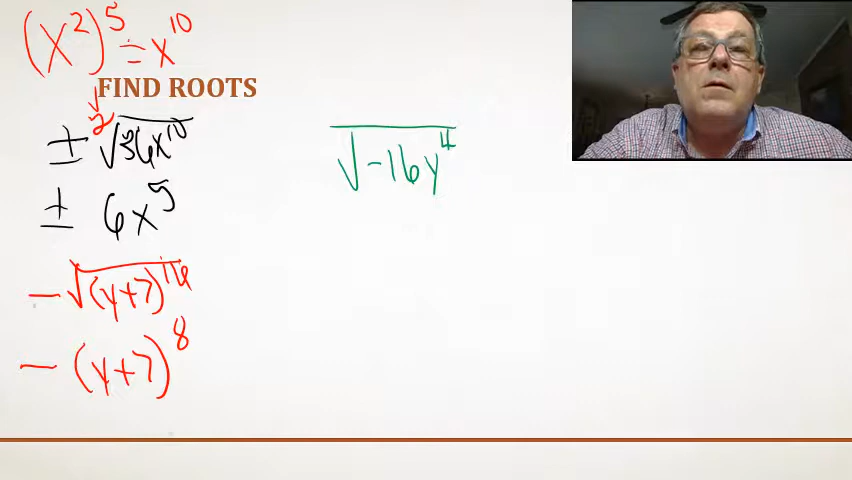 (x²)⁵ = x¹⁰
FIND ROOTS
± ²√36x¹⁰
± 6x⁵
- √(y+7)¹⁶
- (y+7)⁸
√-16y⁴